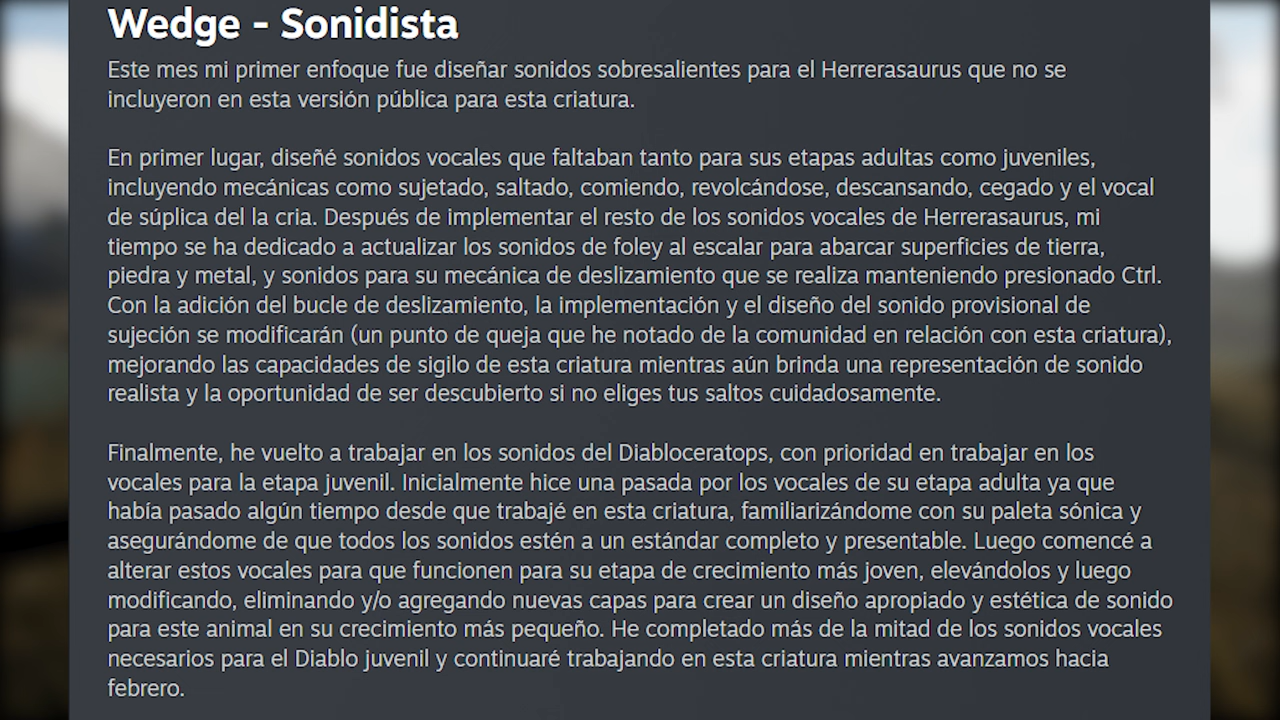 Wedge - Sonidista
Este mes mi primer enfoque fue diseñar sonidos sobresalientes para el Herrerasaurus que no se
incluyeron en esta versión pública para esta criatura.
En primer lugar, diseñé sonidos vocales que faltaban tanto para sus etapas adultas como juveniles,
incluyendo mecánicas como sujetado, saltado, comiendo, revolcándose, descansando, cegado y el vocal
de súplica del la cria. Después de implementar el resto de los sonidos vocales de Herrerasaurus, mi
tiempo se ha dedicado a actualizar los sonidos de foley al escalar para abarcar superficies de tierra,
piedra y metal, y sonidos para su mecánica de deslizamiento que se realiza manteniendo presionado Ctrl.
Con la adición del bucle de deslizamiento, la implementación y el diseño del sonido provisional de
sujeción se modificarán (un punto de queja que he notado de la comunidad en relación con esta criatura),
mejorando las capacidades de sigilo de esta criatura mientras aún brinda una representación de sonido
realista y la oportunidad de ser descubierto si no eliges tus saltos cuidadosamente.
Finalmente, he vuelto a trabajar en los sonidos del Diabloceratops, con prioridad en trabajar en los
vocales para la etapa juvenil. Inicialmente hice una pasada por los vocales de su etapa adulta ya que
había pasado algún tiempo desde que trabajé en esta criatura, familiarizándome con su paleta sónica y
asegurándome de que todos los sonidos estén a un estándar completo y presentable. Luego comencé a
alterar estos vocales para que funcionen para su etapa de crecimiento más joven, elevándolos y luego
modificando, eliminando y/o agregando nuevas capas para crear un diseño apropiado y estética de sonido
para este animal en su crecimiento más pequeño. He completado más de la mitad de los sonidos vocales
necesarios para el Diablo juvenil y continuaré trabajando en esta criatura mientras avanzamos hacia
febrero.